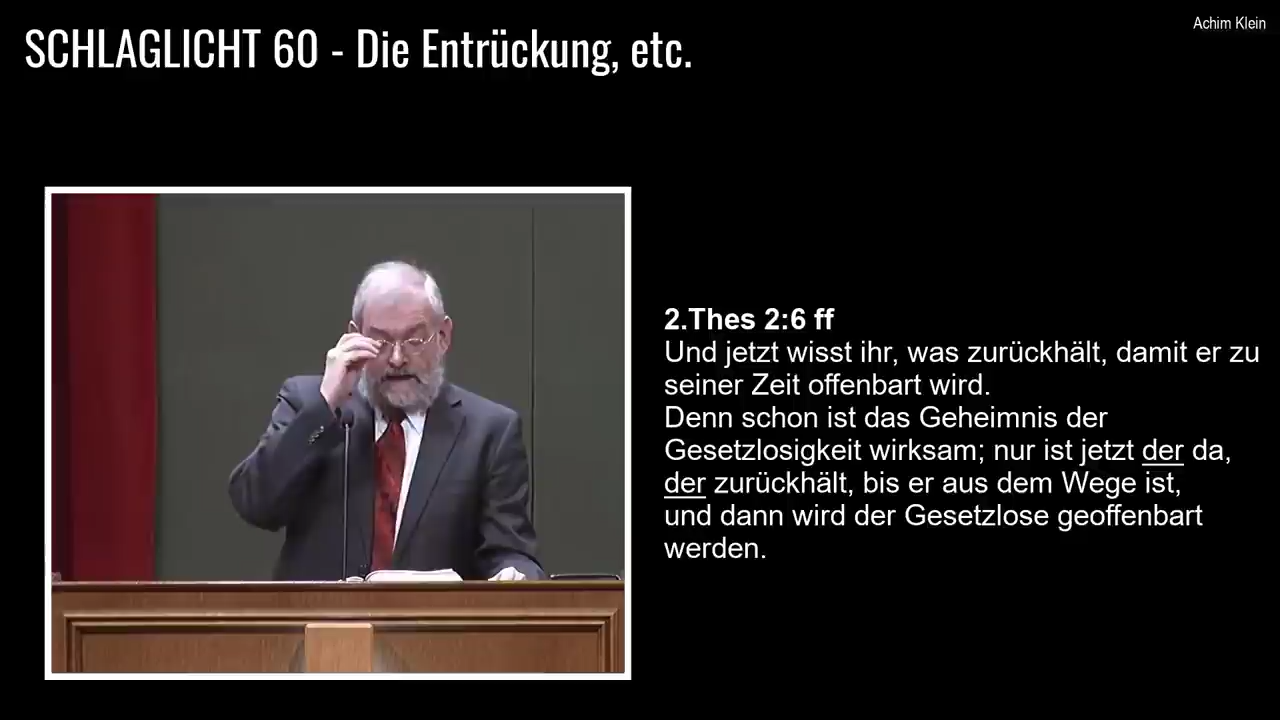 SCHLAGLICHT 60 - Die Entrückung, etc.
Achim Klein
2.Thes 2:6 ff
Und jetzt wisst ihr, was zurückhält, damit er zu
seiner Zeit offenbart wird.
Denn schon ist das Geheimnis der
Gesetzlosigkeit wirksam; nur ist jetzt der da,
der zurückhält, bis er aus dem Wege ist,
und dann wird der Gesetzlose geoffenbart
werden.